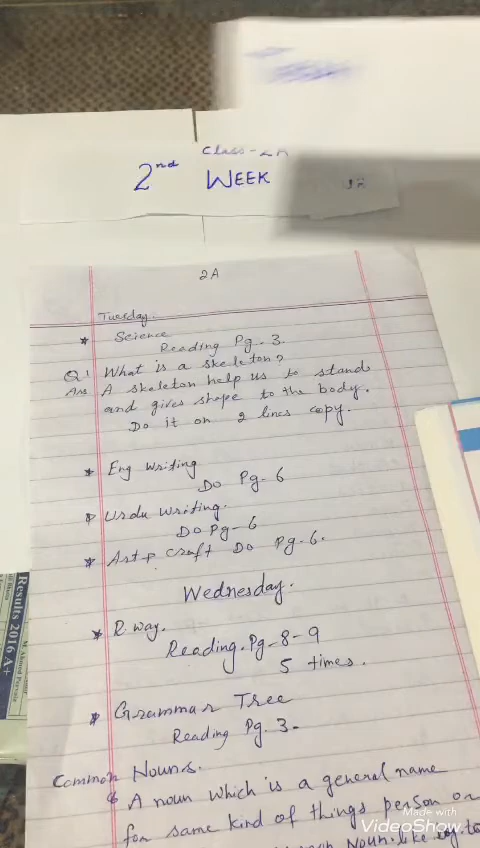 Class-2A
2nd WEEK
2A
Tuesday:
* Science
Reading Pg. 3.
Q1 What is a skeleton?
Ans A skeleton help us to stand
and gives shape to the body.
Do it on 2 lines copy.
* Eng Writing
Do Pg-6
* Urdu Writing.
Do Pg-6
* Art & craft Do Pg-6.
Wednesday.
* R.way.
Reading.Pg-8-9
5 times.
* Grammar Tree
Reading Pg. 3-
Common Nouns.
A noun which is a general name
for same kind of things person or
Noun. like
Results 2016 A+
Made with
VideoShow